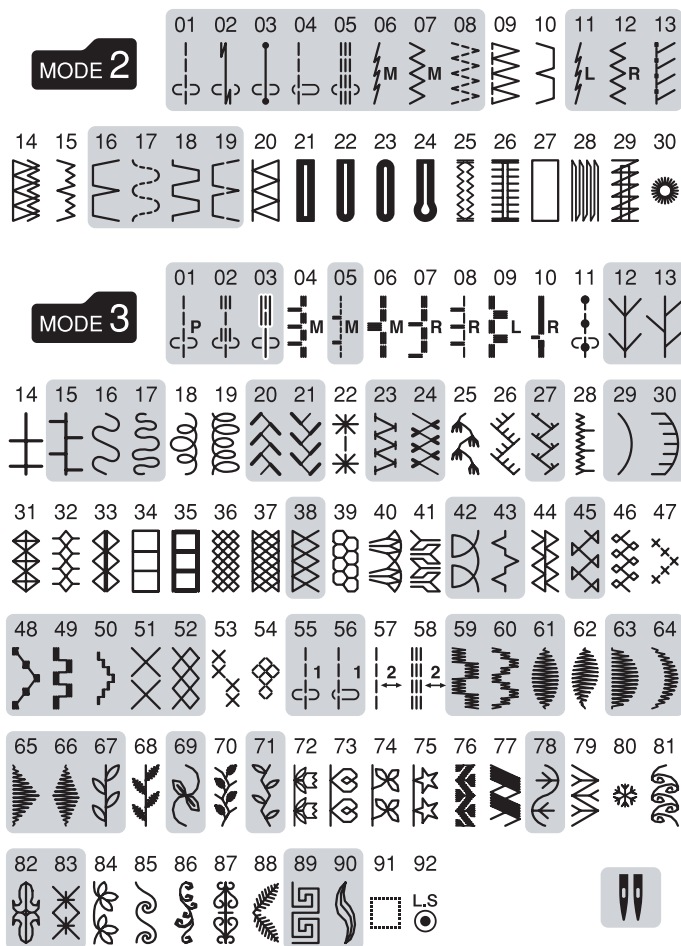 01 02 03 04 05 06 07 08 09 10 11 12 13
MODE 2
M M L R
14 15 16 17 18 19 20 21 22 23 24 25 26 27 28 29 30
01 02 03 04 05 06 07 08 09 10 11 12 13
MODE 3
P M M M R R L R
14 15 16 17 18 19 20 21 22 23 24 25 26 27 28 29 30
31 32 33 34 35 36 37 38 39 40 41 42 43 44 45 46 47
48 49 50 51 52 53 54 55 56 57 58 59 60 61 62 63 64
1 1 2 2
65 66 67 68 69 70 71 72 73 74 75 76 77 78 79 80 81
82 83 84 85 86 87 88 89 90 91 92
L.S